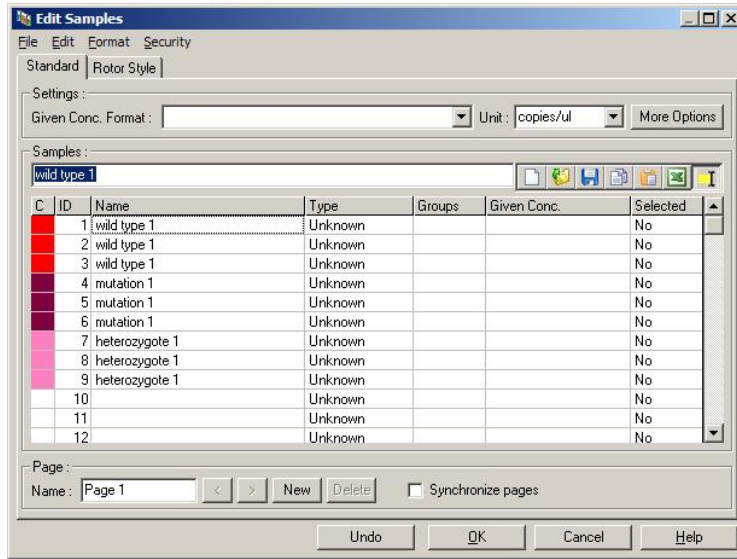 Edit Samples
File Edit Format Security
Standard Rotor Style
Settings :
Given Conc. Format : Unit : copies/ul More Options
Samples :
wild type 1
C ID Name Type Groups Given Conc. Selected
1 wild type 1 Unknown No
2 wild type 1 Unknown No
3 wild type 1 Unknown No
4 mutation 1 Unknown No
5 mutation 1 Unknown No
6 mutation 1 Unknown No
7 heterozygote 1 Unknown No
8 heterozygote 1 Unknown No
9 heterozygote 1 Unknown No
10 Unknown No
11 Unknown No
12 Unknown No
Page :
Name : Page 1 < > New Delete Synchronize pages
Undo OK Cancel Help